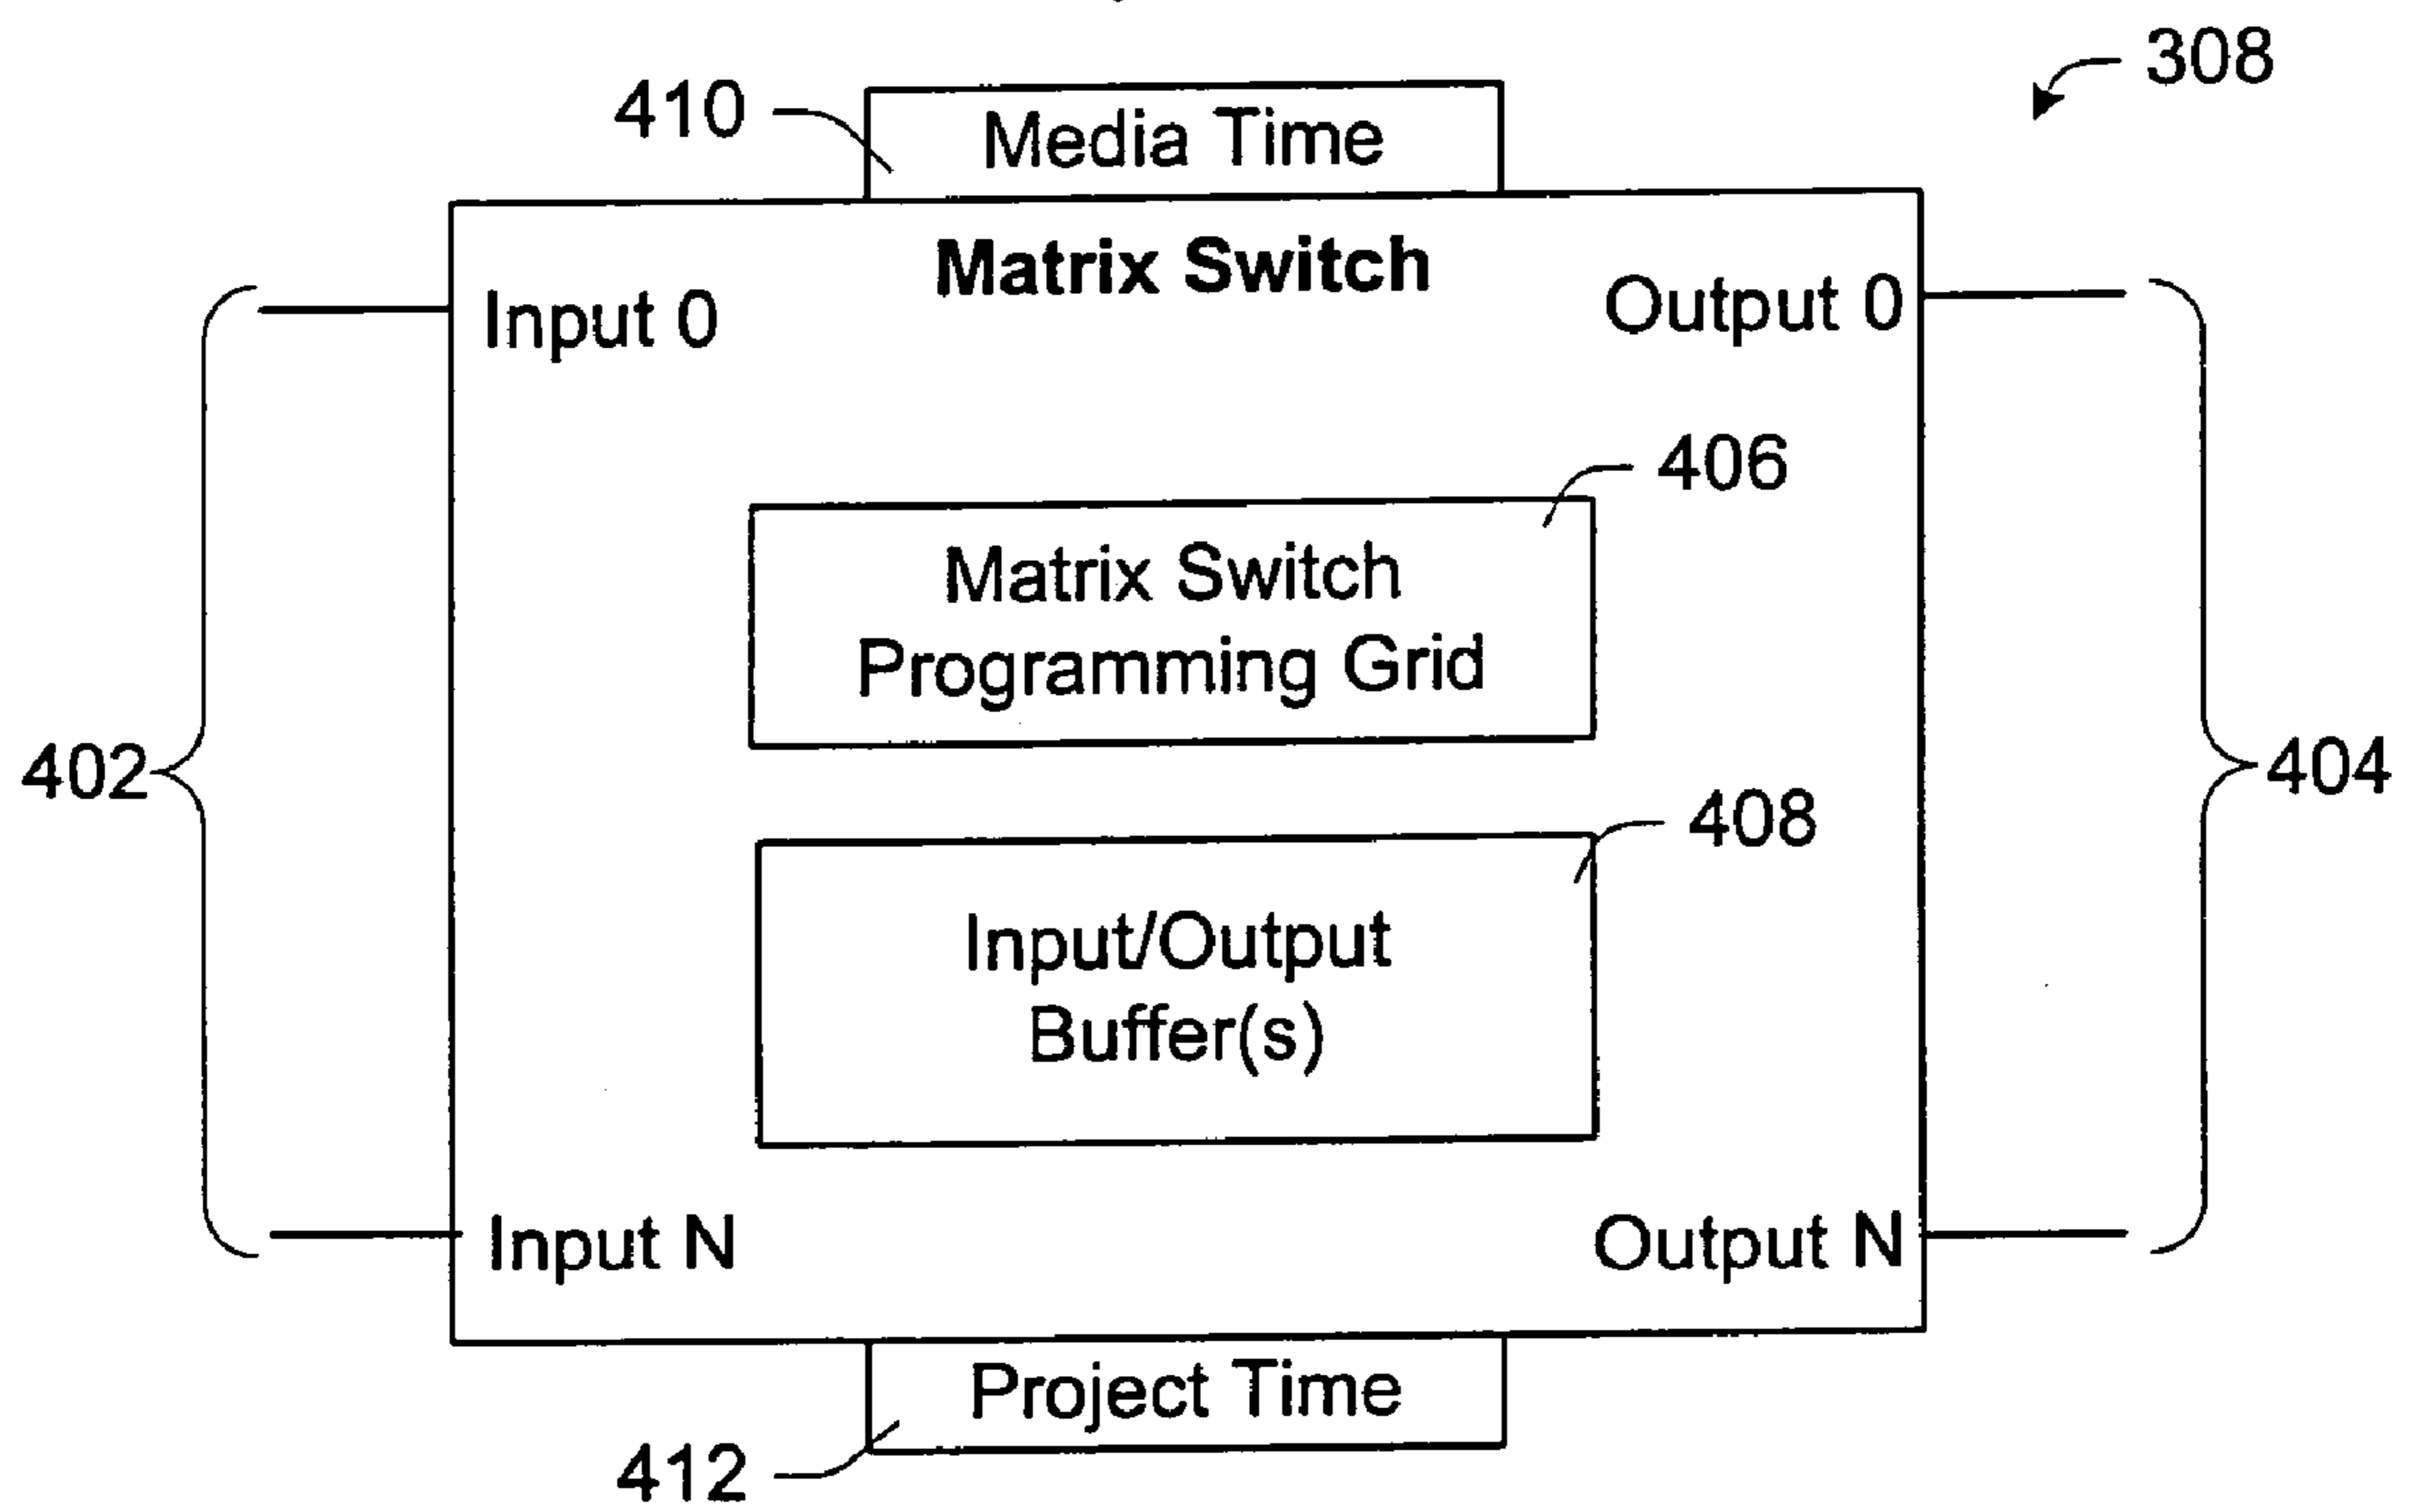 308
410
Media Time
Matrix Switch
Input 0
Output 0
406
Matrix Switch
Programming Grid
402
404
408
Input/Output
Buffer(s)
Input N
Output N
Project Time
412